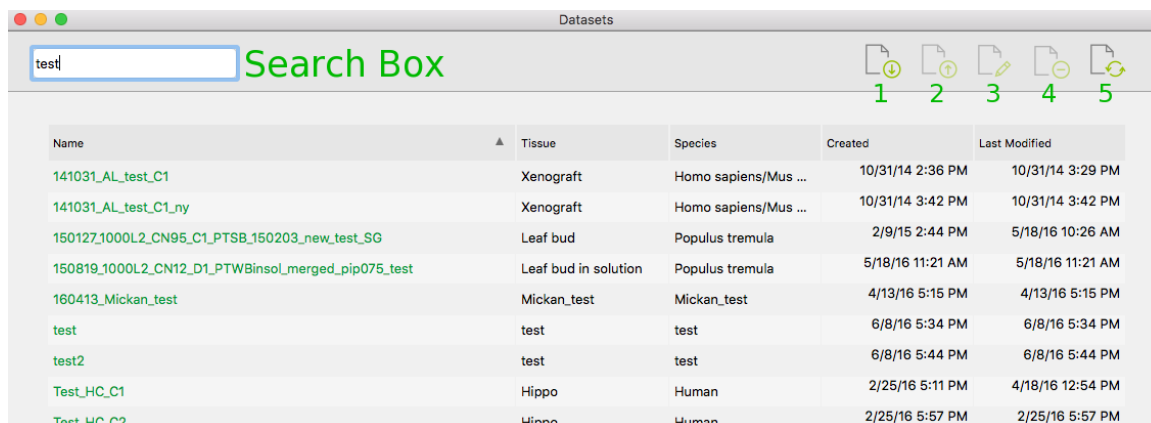 Datasets
test Search Box
1 2 3 4 5
Name Tissue Species Created Last Modified
141031_AL_test_C1 Xenograft Homo sapiens/Mus ... 10/31/14 2:36 PM 10/31/14 3:29 PM
141031_AL_test_C1_ny Xenograft Homo sapiens/Mus ... 10/31/14 3:42 PM 10/31/14 3:42 PM
150127_1000L2_CN95_C1_PTSB_150203_new_test_SG Leaf bud Populus tremula 2/9/15 2:44 PM 5/18/16 10:26 AM
150819_1000L2_CN12_D1_PTWBinsol_merged_pip075_test Leaf bud in solution Populus tremula 5/18/16 11:21 AM 5/18/16 11:21 AM
160413_Mickan_test Mickan_test Mickan_test 4/13/16 5:15 PM 4/13/16 5:15 PM
test test test 6/8/16 5:34 PM 6/8/16 5:34 PM
test2 test test 6/8/16 5:44 PM 6/8/16 5:44 PM
Test_HC_C1 Hippo Human 2/25/16 5:11 PM 4/18/16 12:54 PM
Test_HC_C2 Hippo Human 2/25/16 5:57 PM 2/25/16 5:57 PM